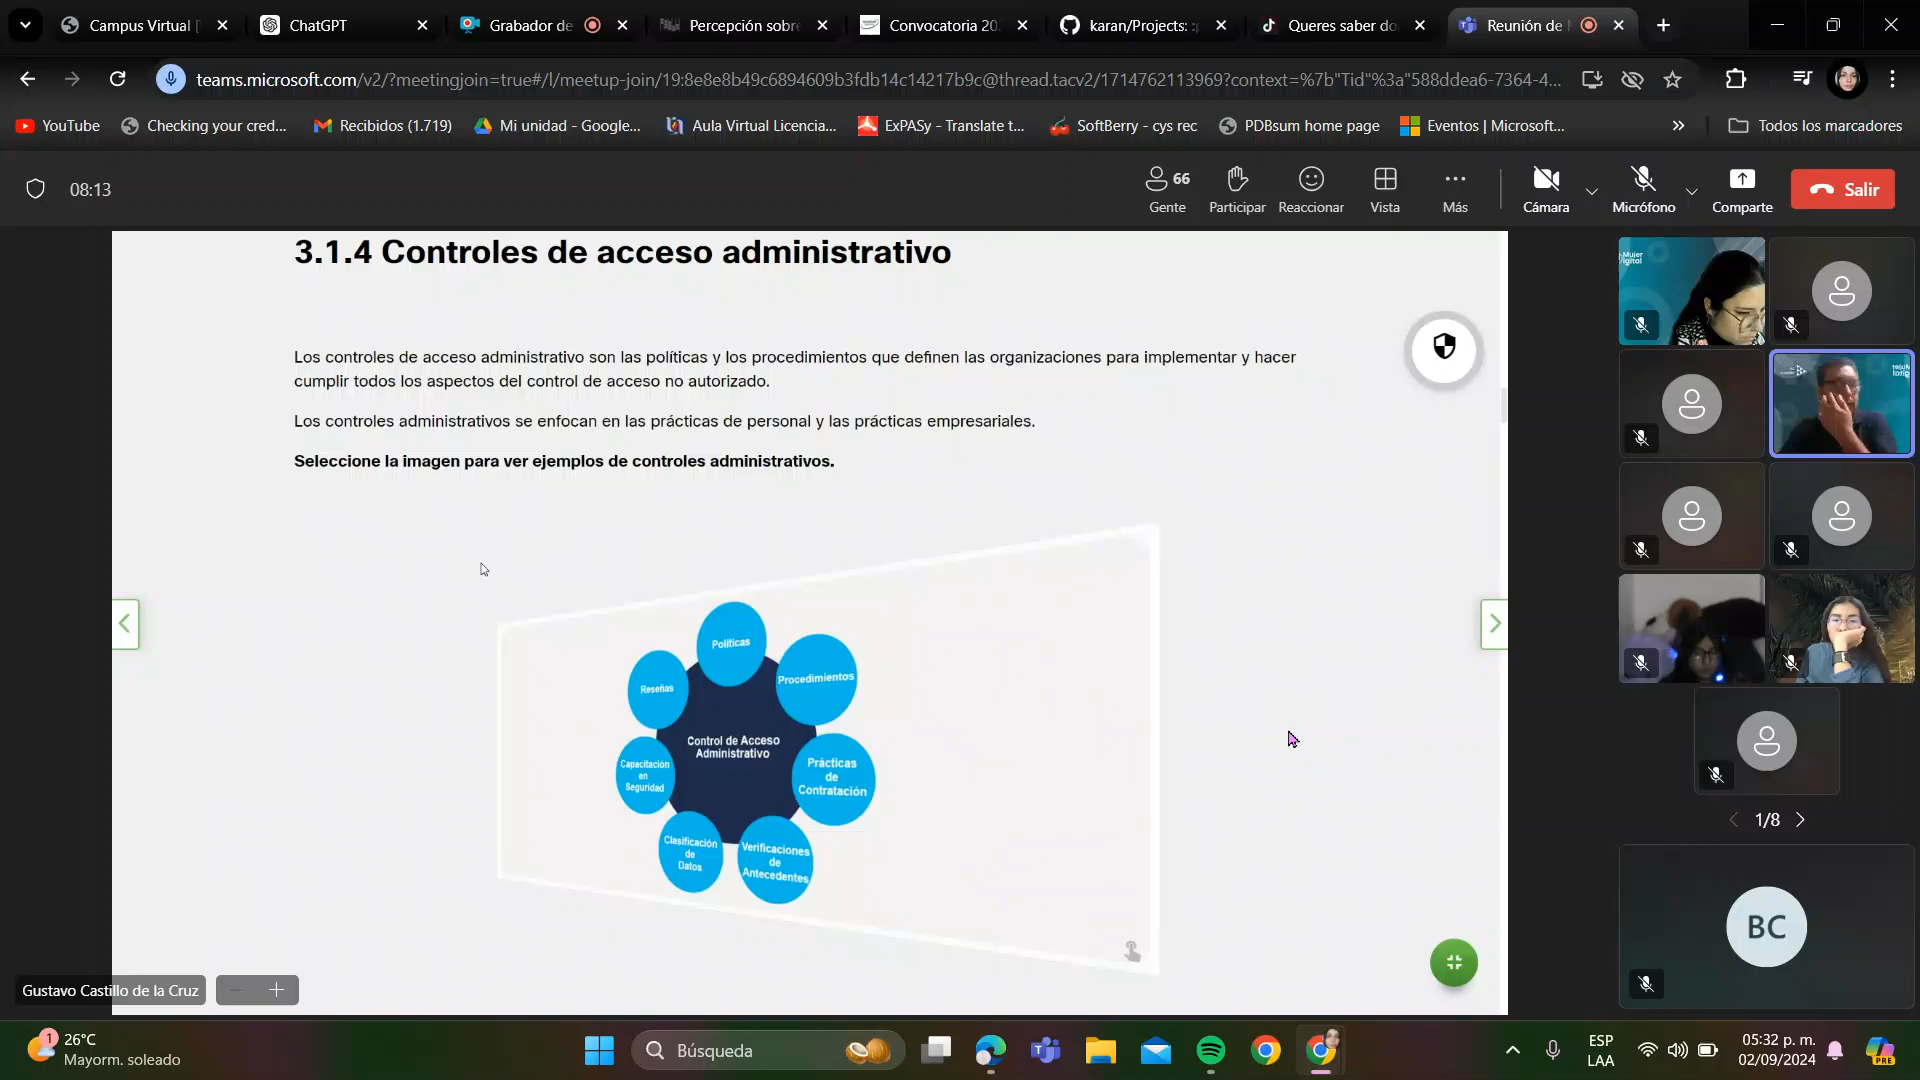 Campus Virtual [
ChatGPT
Grabador de
Percepción sobre
Convocatoria 20
karan/Projects: :p
Queres saber do
Reunión de
teams.microsoft.com/v2/?meetingjoin=true#/l/meetup-join/19:8e8e8b49c6894609b3fdb14c14217b9c@thread.tacv2/1714762113969?context=%7b"Tid"%3a"588ddea6-7364-4...
YouTube
Checking your cred...
Recibidos (1.719)
Mi unidad - Google...
Aula Virtual Licencia...
ExPASy - Translate t...
SoftBerry - cys rec
PDBsum home page
Eventos | Microsoft...
»
Todos los marcadores
08:13
66
Gente
Participar
Reaccionar
Vista
Más
Cámara
Micrófono
Comparte
Salir
3.1.4 Controles de acceso administrativo
Los controles de acceso administrativo son las políticas y los procedimientos que definen las organizaciones para implementar y hacer
cumplir todos los aspectos del control de acceso no autorizado.
Los controles administrativos se enfocan en las prácticas de personal y las prácticas empresariales.
Seleccione la imagen para ver ejemplos de controles administrativos.
Políticas
Procedimientos
Reseñas
Control de Acceso
Administrativo
Prácticas
de
Contratación
Capacitación
en
Seguridad
Clasificación
de
Datos
Verificaciones
de
Antecedentes
Mujer
igital
1/8
BC
Gustavo Castillo de la Cruz
1
26°C
Mayorm. soleado
Búsqueda
ESP
LAA
05:32 p. m.
02/09/2024
PRE